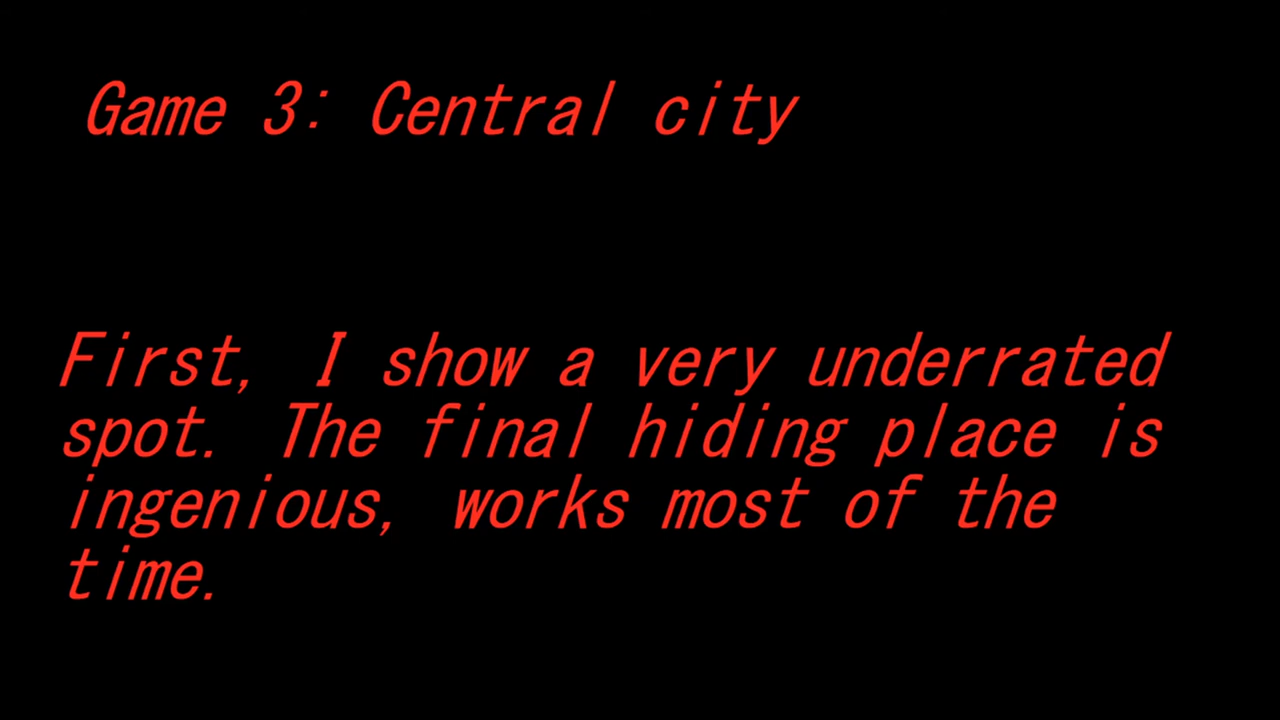 Game 3: Central city
First, I show a very underrated
spot. The final hiding place is
ingenious, works most of the
time.